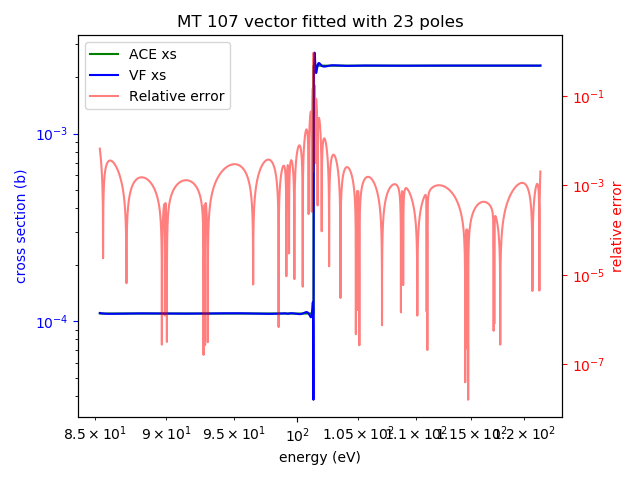 MT 107 vector fitted with 23 poles
ACE xs
VF xs
Relative error
cross section (b)
10⁻³
10⁻⁴
relative error
10⁻¹
10⁻³
10⁻⁵
10⁻⁷
8.5 × 10¹ 9 × 10¹ 9.5 × 10¹ 10² 1.05 × 10² 1.1 × 10² 1.15 × 10² 1.2 × 10²
energy (eV)